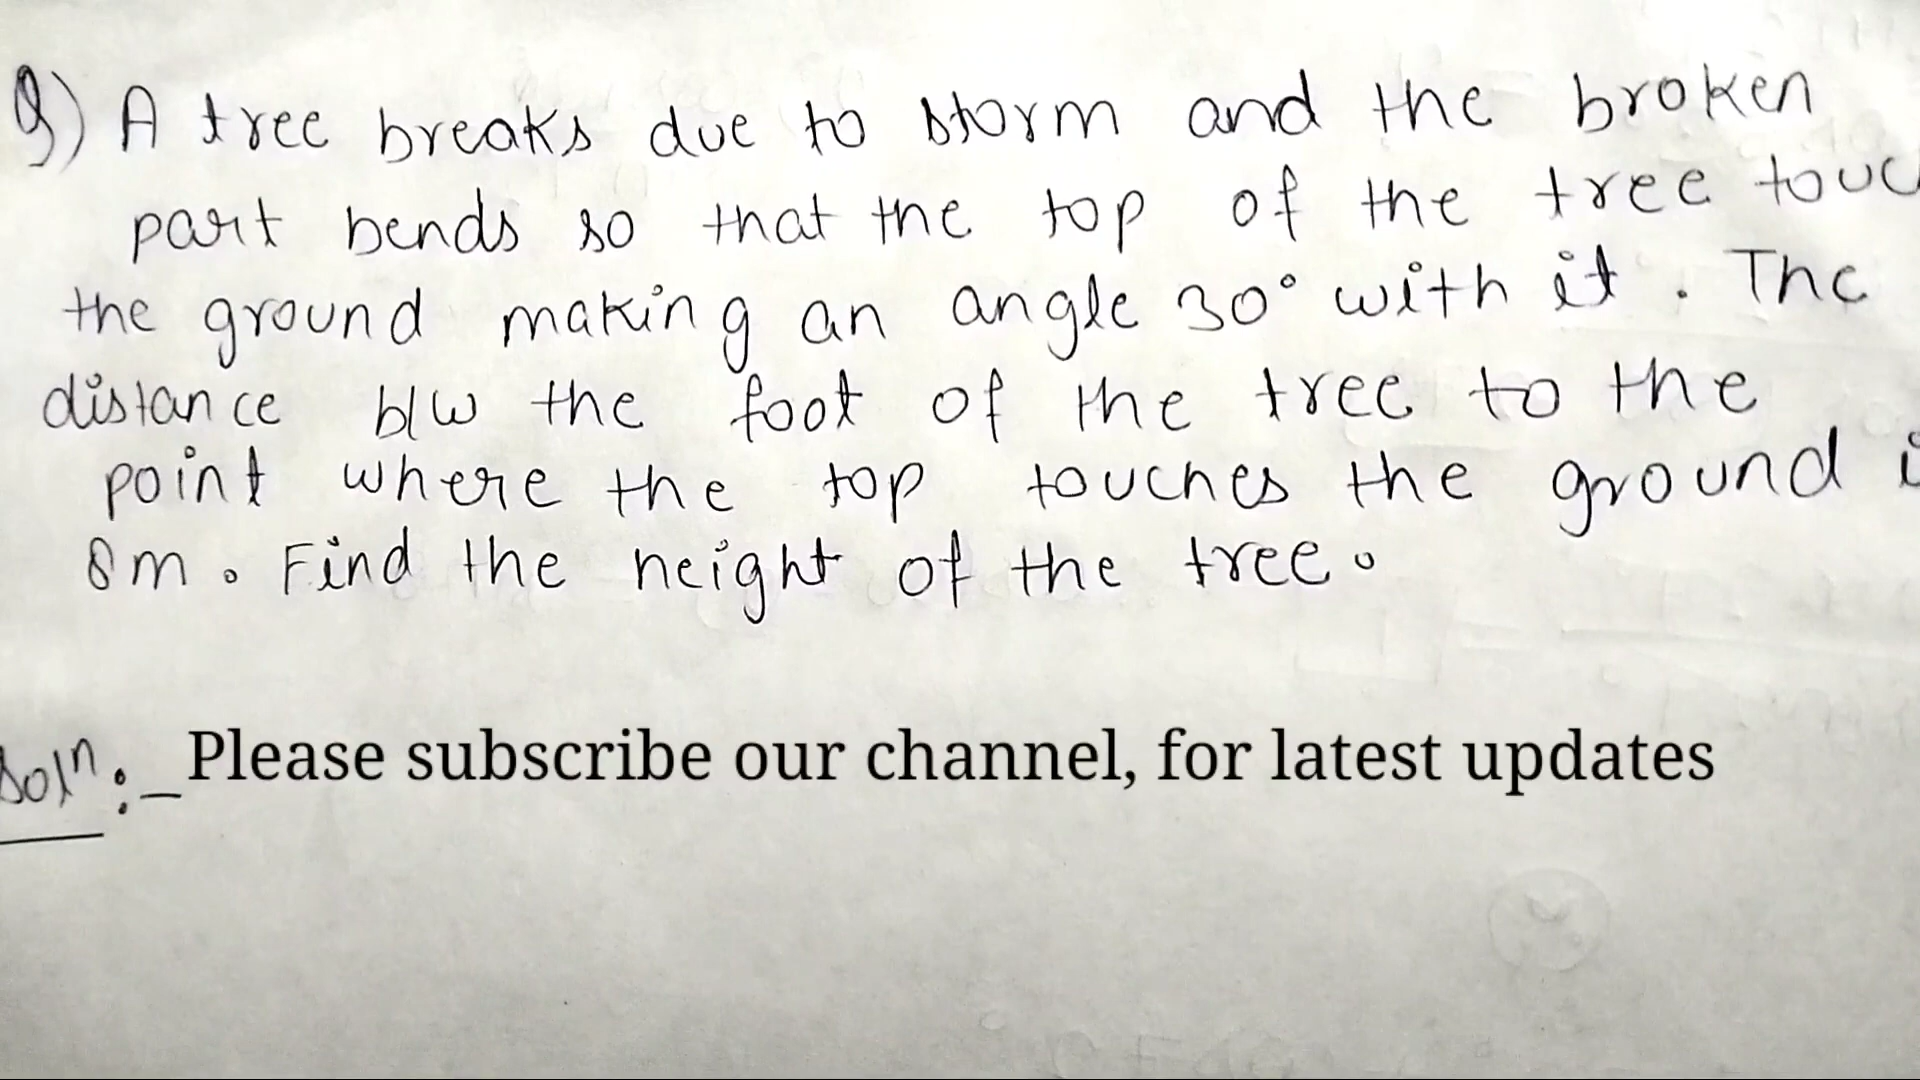 Q) A tree breaks due to storm and the broken
part bends so that the top of the tree touc
the ground making an angle 30° with it. The
distance b/w the foot of the tree to the
point where the top touches the ground i
8m. Find the height of the tree.
Solⁿ:_ Please subscribe our channel, for latest updates